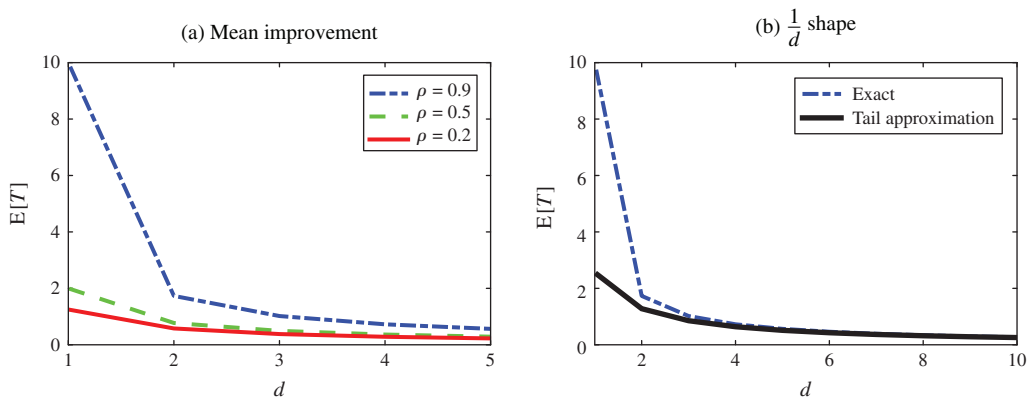 (a) Mean improvement
10
8
6
4
2
0
E[T]
1
2
3
4
5
d
ρ = 0.9
ρ = 0.5
ρ = 0.2
(b) 1/d shape
10
8
6
4
2
0
E[T]
2
4
6
8
10
d
Exact
Tail approximation